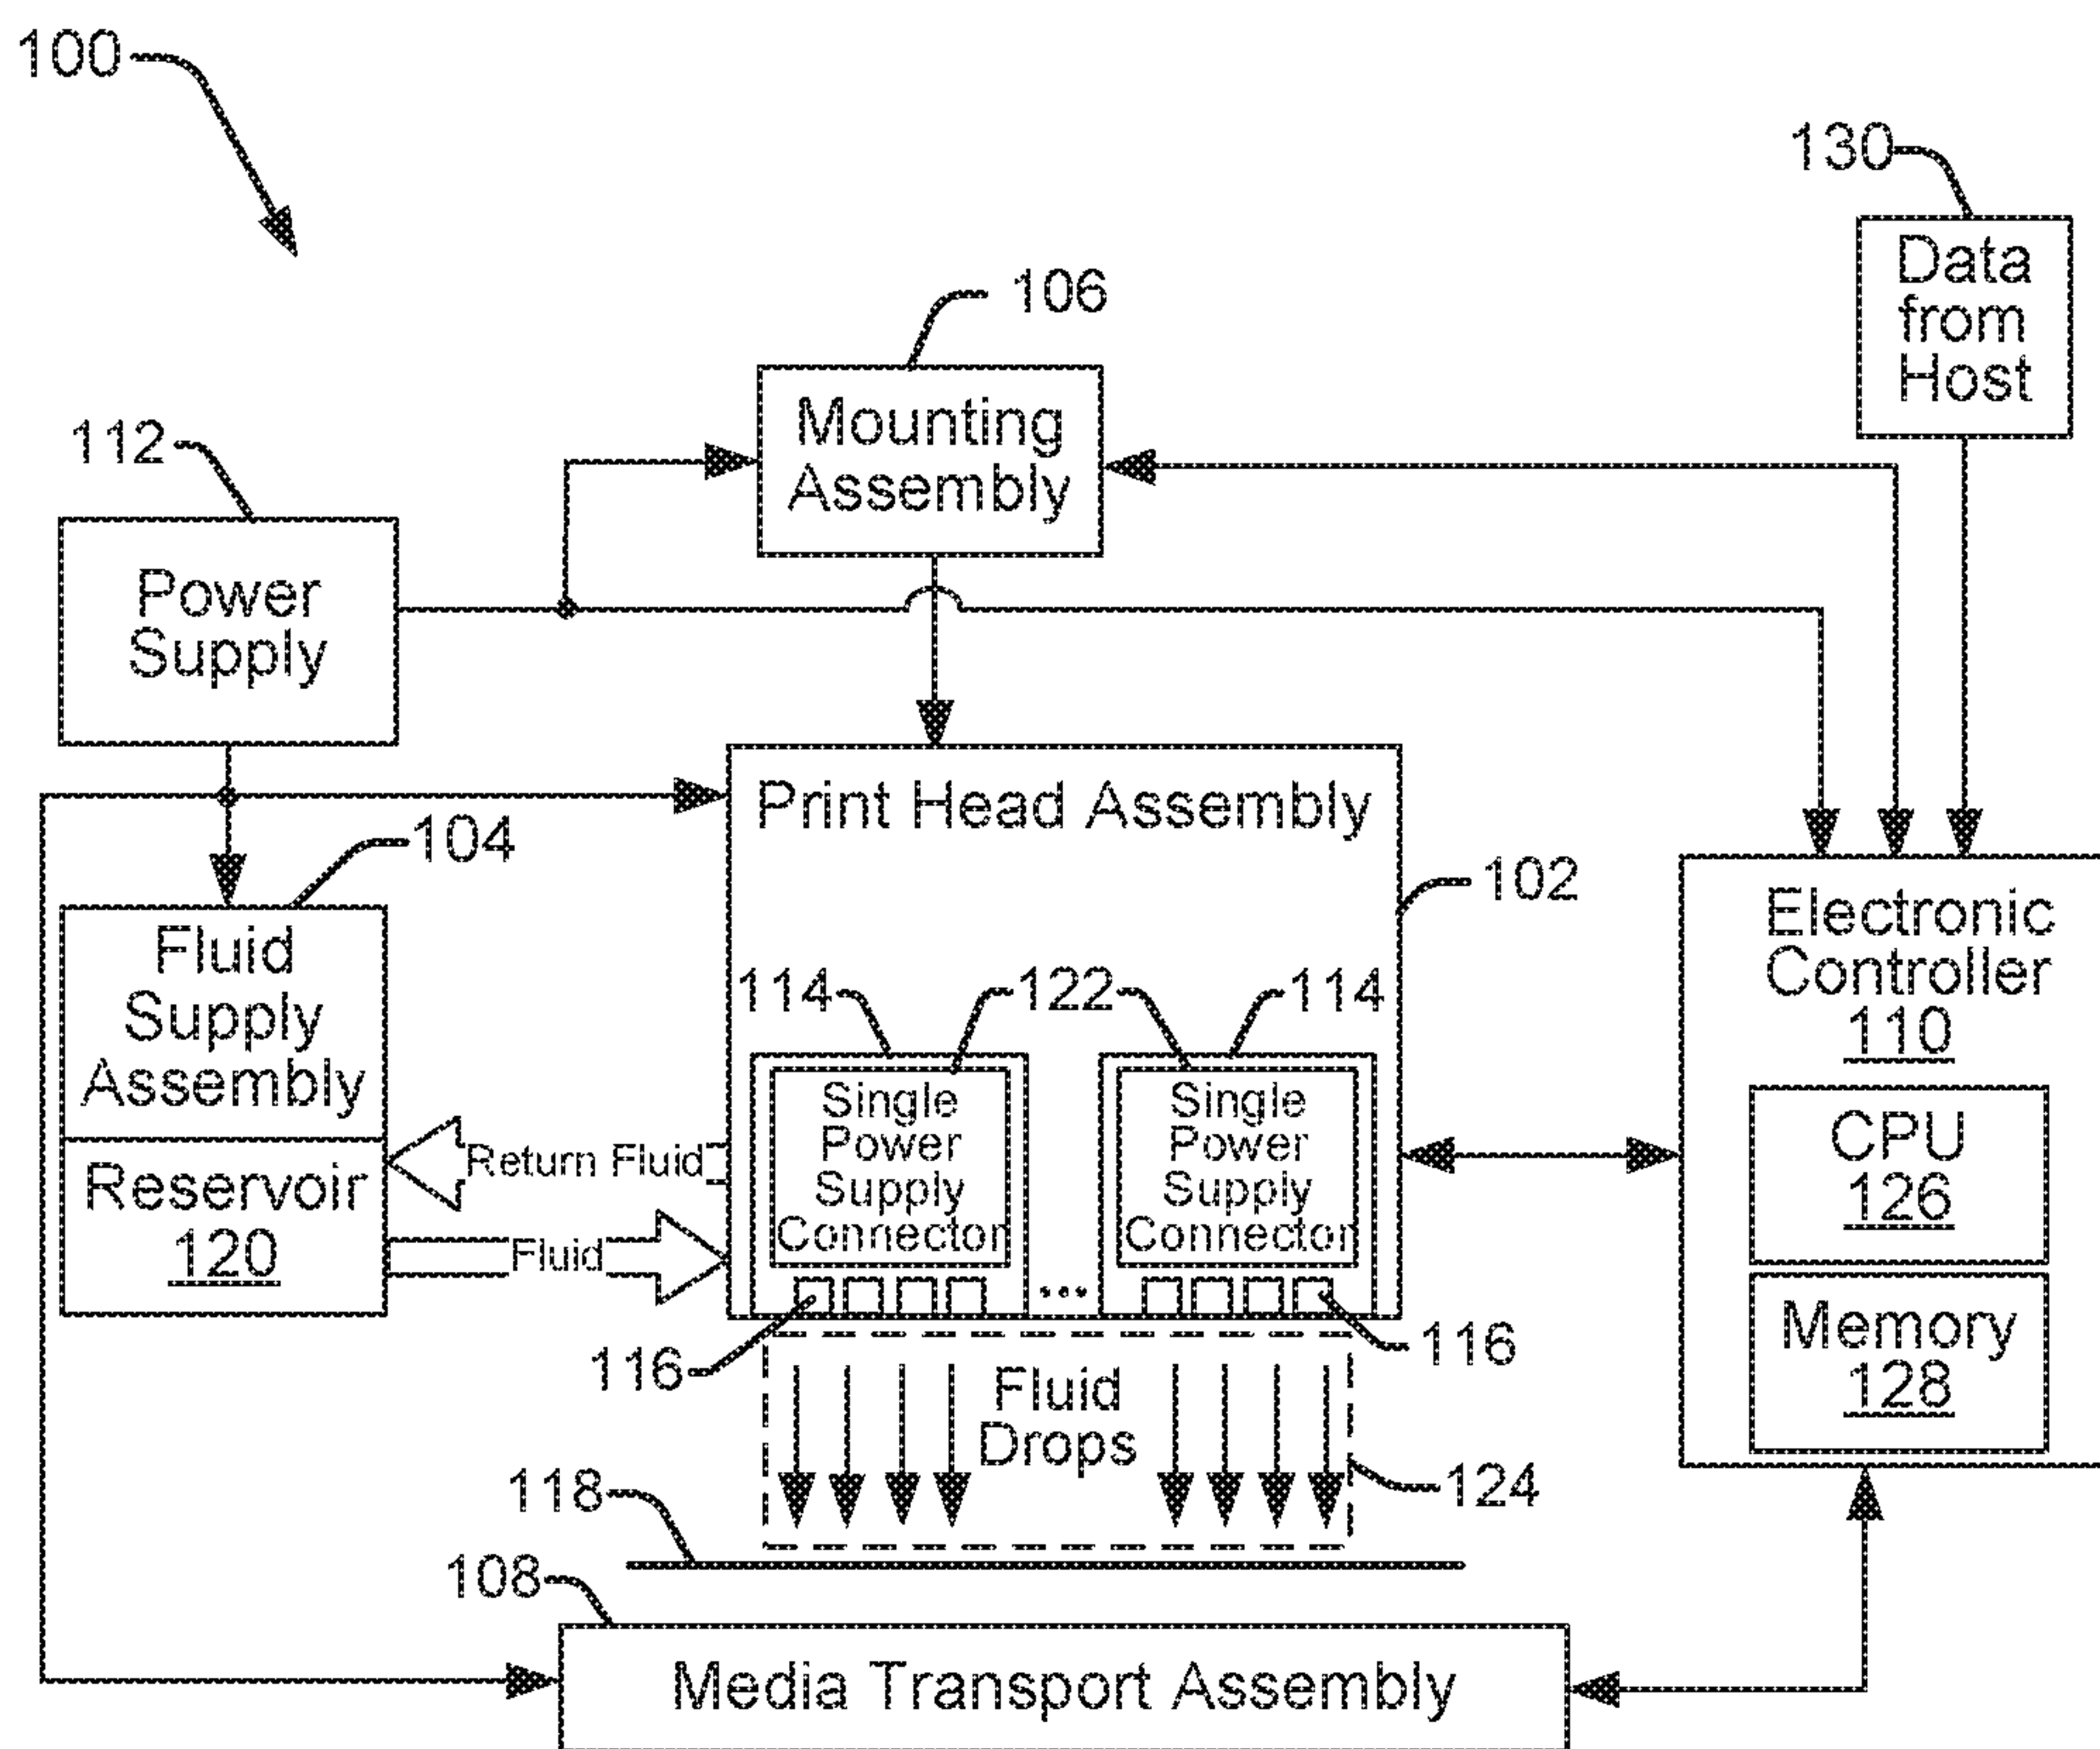 100
130
Data
from
Host
106
Mounting
Assembly
112
Power
Supply
Print Head Assembly
104
102
Fluid
Supply
Assembly
Electronic
Controller
110
114
122
114
Single
Power
Supply
Connector
Single
Power
Supply
Connector
CPU
126
Return Fluid
Reservoir
120
Fluid
...
Memory
128
116
116
Fluid
Drops
118
124
108
Media Transport Assembly